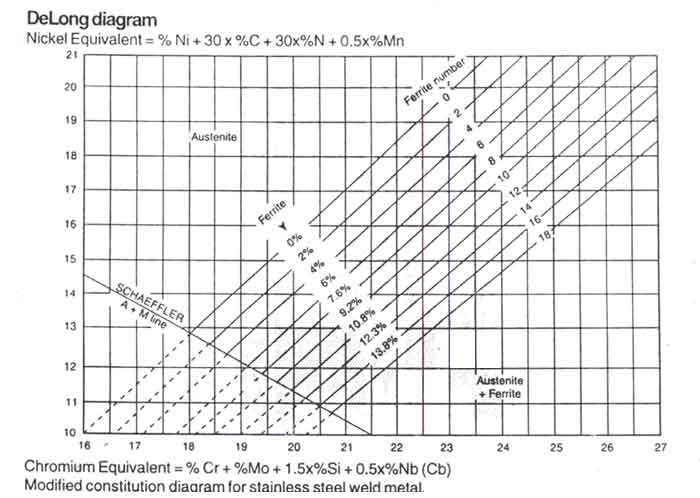 DeLong diagram
Nickel Equivalent = % Ni + 30 x %C + 30x%N + 0.5x%Mn
21
20
19
18
17
16
15
14
13
12
11
10
Ferrite number
0
2
4
6
8
10
12
14
16
18
Austenite
Ferrite
0%
2%
4%
6%
7.6%
9.2%
10.8%
12.3%
13.8%
SCHAEFFLER
A + M line
Austenite
+ Ferrite
16 17 18 19 20 21 22 23 24 25 26 27
Chromium Equivalent = % Cr + %Mo + 1.5x%Si + 0.5x%Nb (Cb)
Modified constitution diagram for stainless steel weld metal.